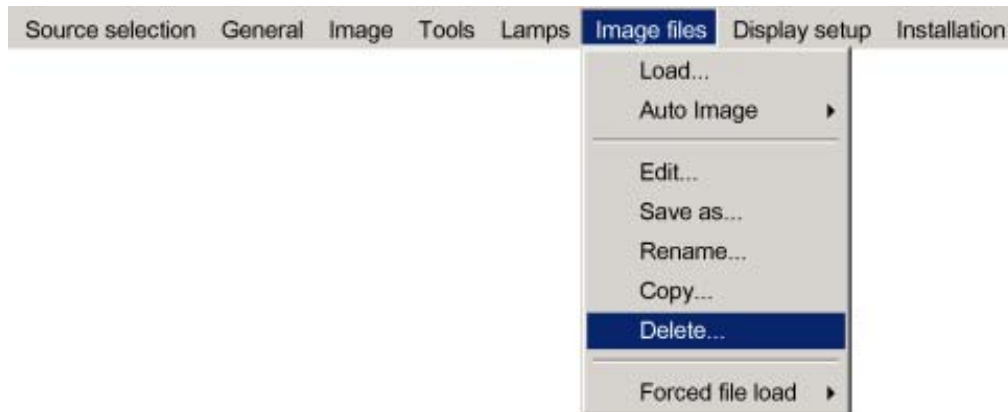 Source selection General Image Tools Lamps Image files Display setup Installation
Load...
Auto Image
Edit...
Save as...
Rename...
Copy...
Delete...
Forced file load